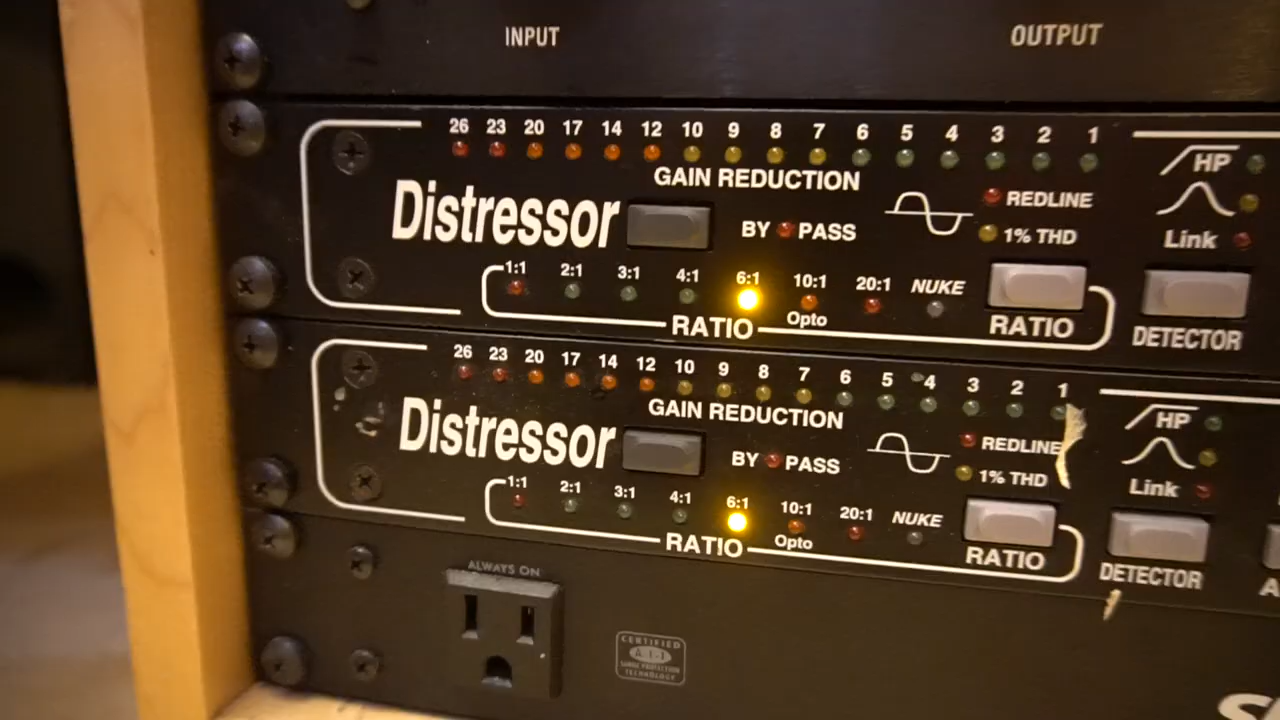 INPUT OUTPUT
26 23 20 17 14 12 10 9 8 7 6 5 4 3 2 1
GAIN REDUCTION
HP
REDLINE
Distressor
BY PASS
1% THD
Link
1:1 2:1 3:1 4:1 6:1 10:1 20:1 NUKE
Opto
RATIO
RATIO
DETECTOR
26 23 20 17 14 12 10 9 8 7 6 5 4 3 2 1
GAIN REDUCTION
HP
REDLINE
Distressor
BY PASS
1% THD
Link
1:1 2:1 3:1 4:1 6:1 10:1 20:1 NUKE
Opto
RATIO
RATIO
DETECTOR
A
ALWAYS ON
CERTIFIED